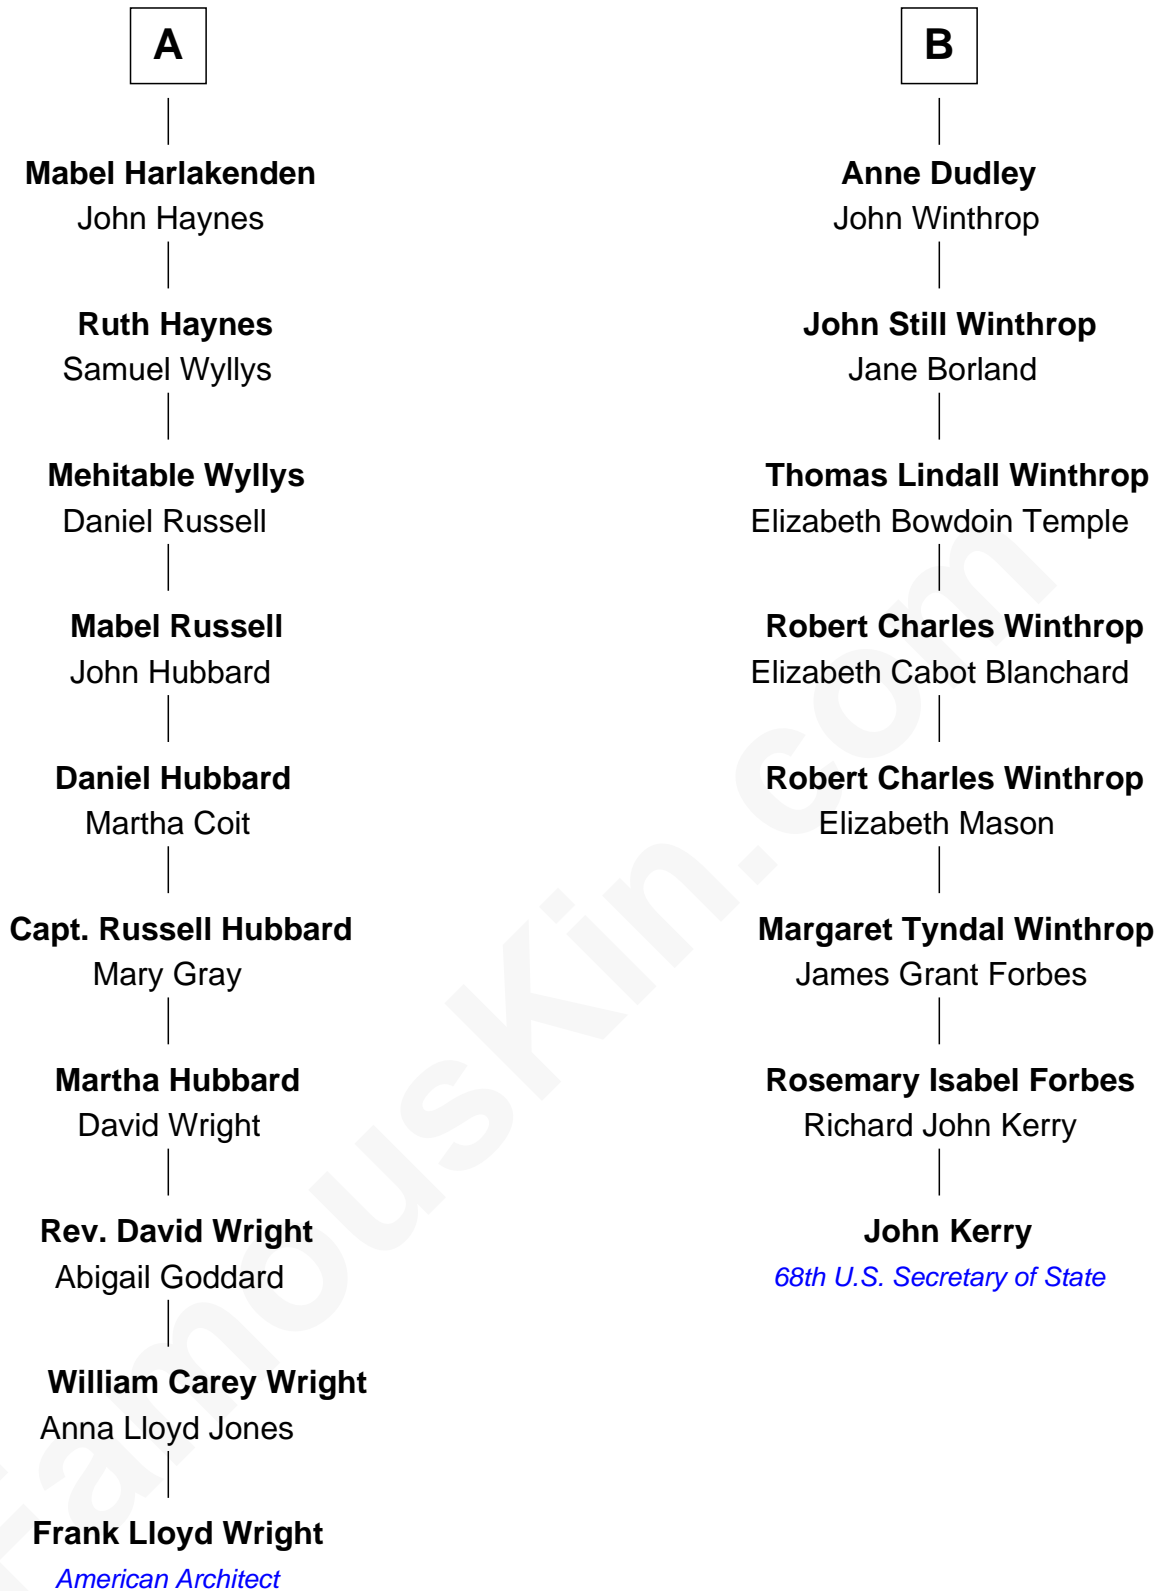 A
Mabel Harlakenden
John Haynes
Ruth Haynes
Samuel Wyllys
Mehitable Wyllys
Daniel Russell
Mabel Russell
John Hubbard
Daniel Hubbard
Martha Coit
Capt. Russell Hubbard
Mary Gray
Martha Hubbard
David Wright
Rev. David Wright
Abigail Goddard
William Carey Wright
Anna Lloyd Jones
Frank Lloyd Wright
American Architect
B
Anne Dudley
John Winthrop
John Still Winthrop
Jane Borland
Thomas Lindall Winthrop
Elizabeth Bowdoin Temple
Robert Charles Winthrop
Elizabeth Cabot Blanchard
Robert Charles Winthrop
Elizabeth Mason
Margaret Tyndal Winthrop
James Grant Forbes
Rosemary Isabel Forbes
Richard John Kerry
John Kerry
68th U.S. Secretary of State
FamousKin.com